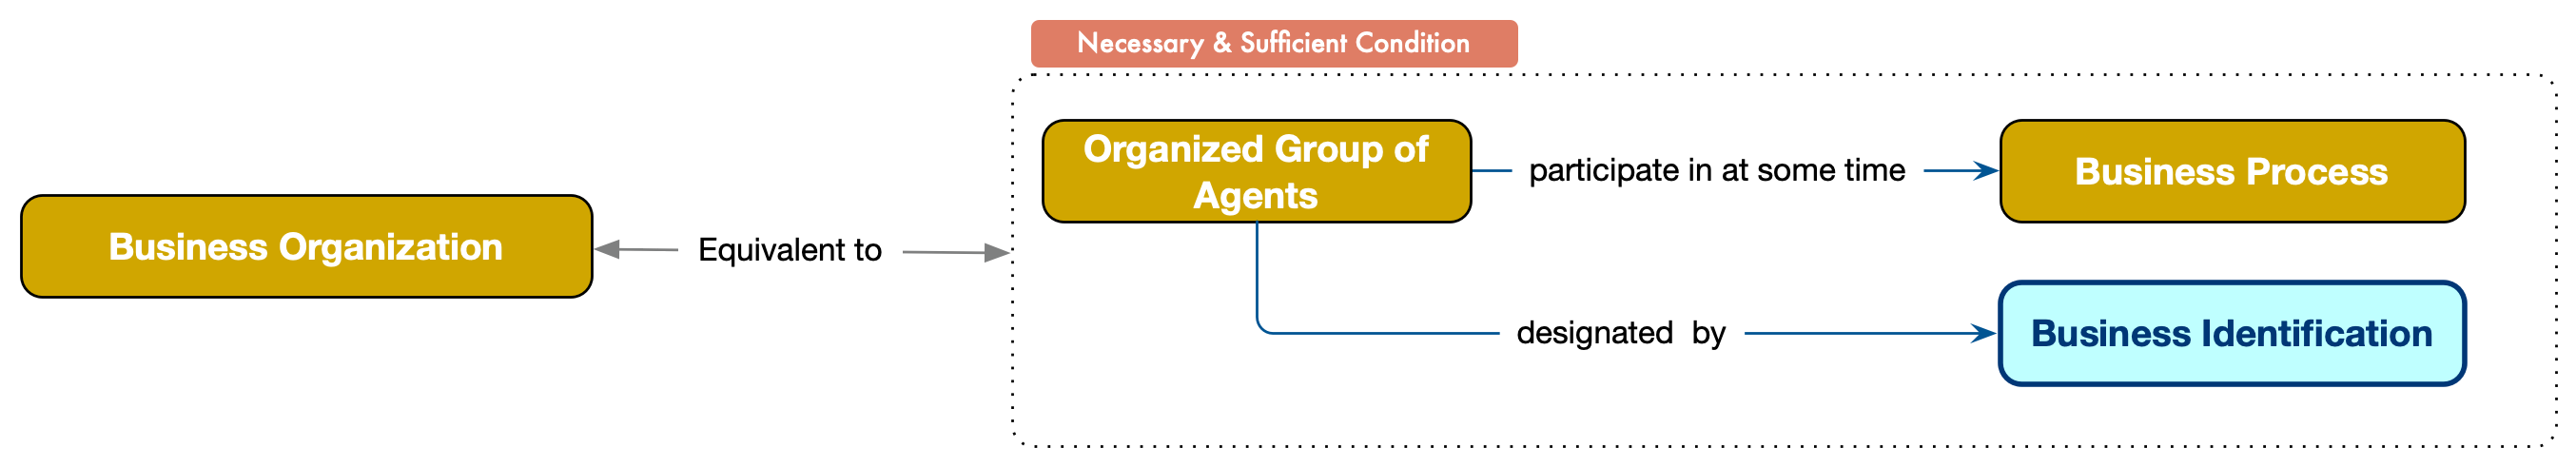 Necessary & Sufficient Condition
Organized Group of
Agents
participate in at some time
Business Process
Business Organization
Equivalent to
designated by
Business Identification